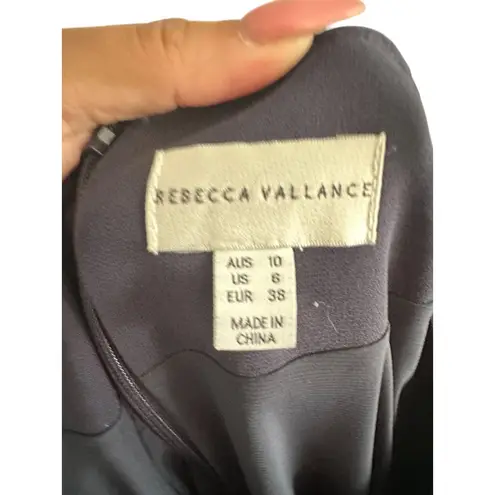 REBECCA VALLANCE
AUS 10
US 6
EUR 38
MADE IN
CHINA